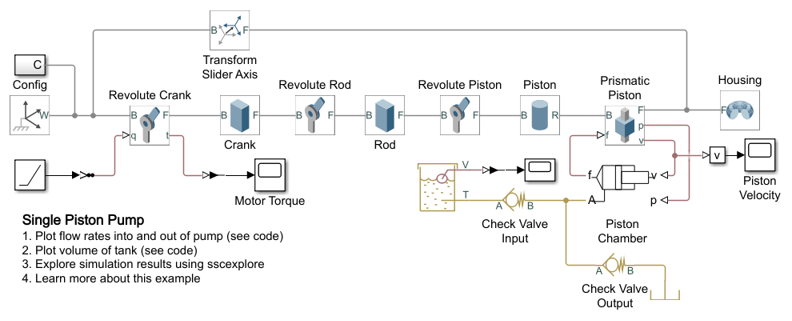 B
F
Transform
Slider Axis
C
Config
W
Revolute Crank
B
F
q
t
Revolute Rod
Revolute Piston
Piston
Prismatic
Piston
Housing
B
F
Crank
B
F
B
F
Rod
B
F
B
R
B
F
p
f
v
F
Motor Torque
V
T
f
v
A
p
v
Piston
Velocity
A
B
Check Valve
Input
Piston
Chamber
A
B
Check Valve
Output
Single Piston Pump
1. Plot flow rates into and out of pump (see code)
2. Plot volume of tank (see code)
3. Explore simulation results using sscexplore
4. Learn more about this example